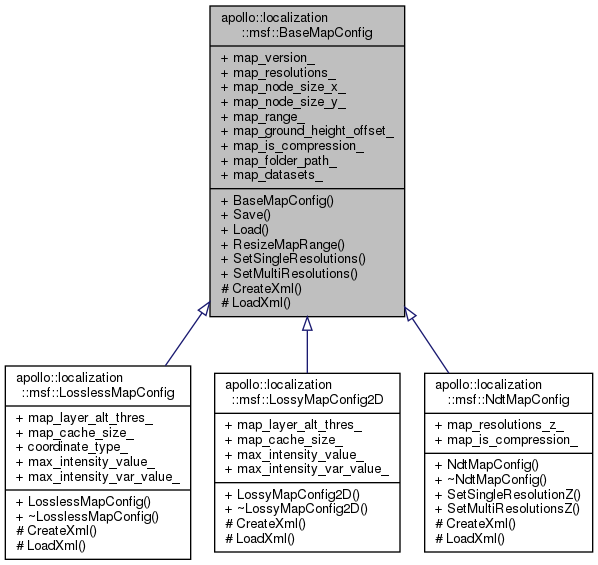 apollo::localization
::msf::BaseMapConfig
+ map_version_
+ map_resolutions_
+ map_node_size_x_
+ map_node_size_y_
+ map_range_
+ map_ground_height_offset_
+ map_is_compression_
+ map_folder_path_
+ map_datasets_
+ BaseMapConfig()
+ Save()
+ Load()
+ ResizeMapRange()
+ SetSingleResolutions()
+ SetMultiResolutions()
# CreateXml()
# LoadXml()
apollo::localization
::msf::LosslessMapConfig
+ map_layer_alt_thres_
+ map_cache_size_
+ coordinate_type_
+ max_intensity_value_
+ max_intensity_var_value_
+ LosslessMapConfig()
+ ~LosslessMapConfig()
# CreateXml()
# LoadXml()
apollo::localization
::msf::LossyMapConfig2D
+ map_layer_alt_thres_
+ map_cache_size_
+ max_intensity_value_
+ max_intensity_var_value_
+ LossyMapConfig2D()
+ ~LossyMapConfig2D()
# CreateXml()
# LoadXml()
apollo::localization
::msf::NdtMapConfig
+ map_resolutions_z_
+ map_is_compression_
+ NdtMapConfig()
+ ~NdtMapConfig()
+ SetSingleResolutionZ()
+ SetMultiResolutionsZ()
# CreateXml()
# LoadXml()